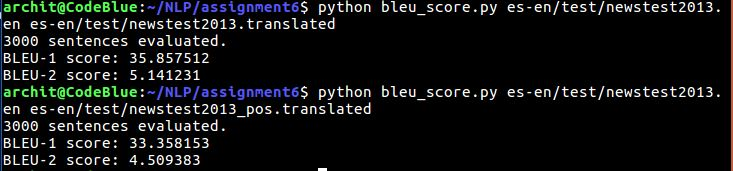 archit@CodeBlue:~/NLP/assignment6$ python bleu_score.py es-en/test/newstest2013.
en es-en/test/newstest2013.translated
3000 sentences evaluated.
BLEU-1 score: 35.857512
BLEU-2 score: 5.141231
archit@CodeBlue:~/NLP/assignment6$ python bleu_score.py es-en/test/newstest2013.
en es-en/test/newstest2013_pos.translated
3000 sentences evaluated.
BLEU-1 score: 33.358153
BLEU-2 score: 4.509383